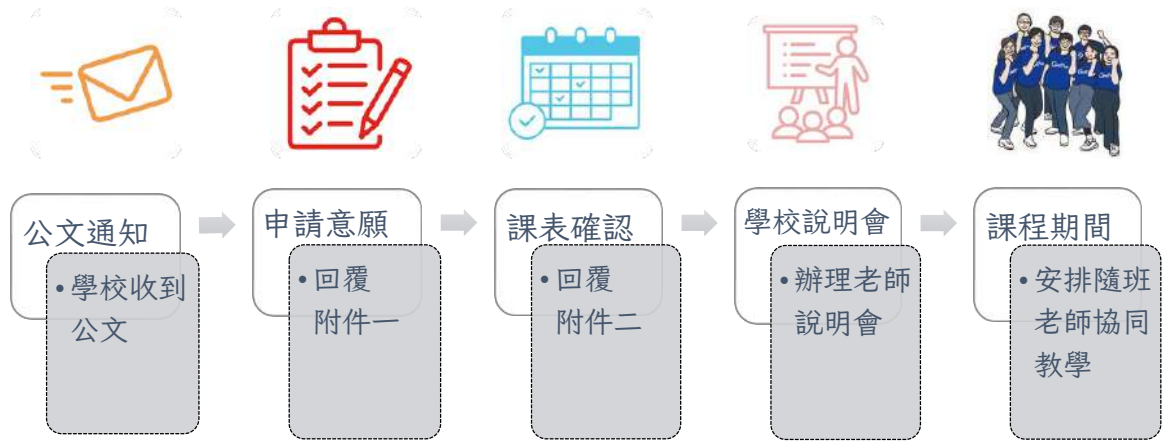 公文通知
•學校收到
公文
申請意願
•回覆
附件一
課表確認
•回覆
附件二
學校說明會
•辦理老師
說明會
課程期間
•安排隨班
老師協同
教學